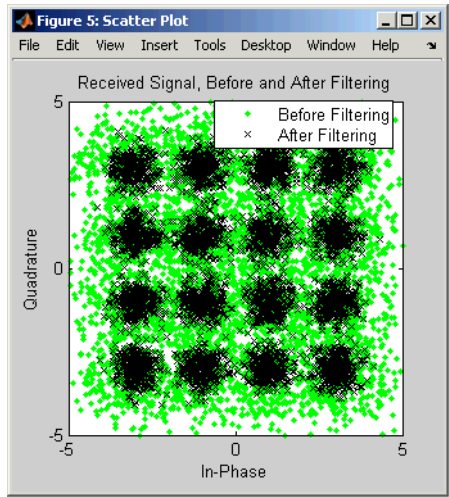 Figure 5: Scatter Plot
File Edit View Insert Tools Desktop Window Help
Received Signal, Before and After Filtering
Before Filtering
After Filtering
5
0
-5
Quadrature
-5 0 5
In-Phase